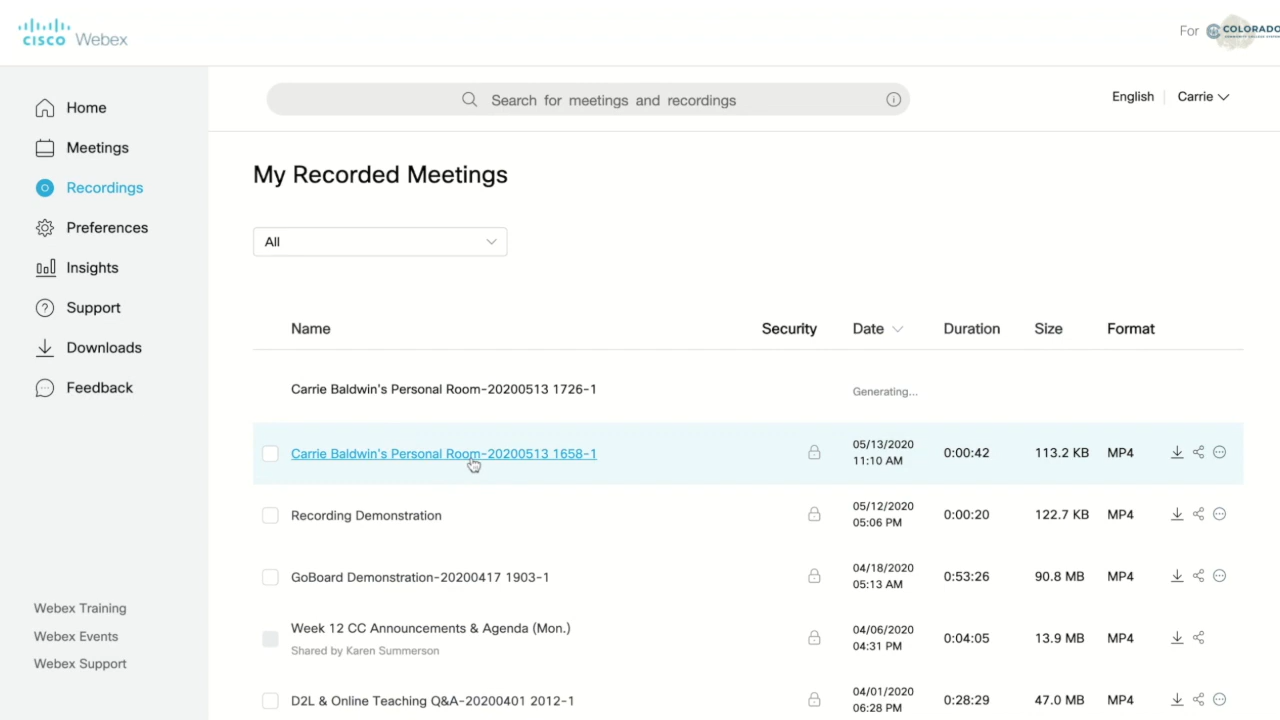 CISCO Webex
For COLORADO
Search for meetings and recordings
English
Carrie
Home
Meetings
Recordings
Preferences
Insights
Support
Downloads
Feedback
Webex Training
Webex Events
Webex Support
My Recorded Meetings
All
Name Security Date Duration Size Format
Carrie Baldwin's Personal Room-20200513 1726-1 Generating...
Carrie Baldwin's Personal Room-20200513 1658-1 05/13/2020 11:10 AM 0:00:42 113.2 KB MP4
Recording Demonstration 05/12/2020 05:06 PM 0:00:20 122.7 KB MP4
GoBoard Demonstration-20200417 1903-1 04/18/2020 05:13 AM 0:53:26 90.8 MB MP4
Week 12 CC Announcements & Agenda (Mon.) 04/06/2020 04:31 PM 0:04:05 13.9 MB MP4
Shared by Karen Summerson
D2L & Online Teaching Q&A-20200401 2012-1 04/01/2020 06:28 PM 0:28:29 47.0 MB MP4